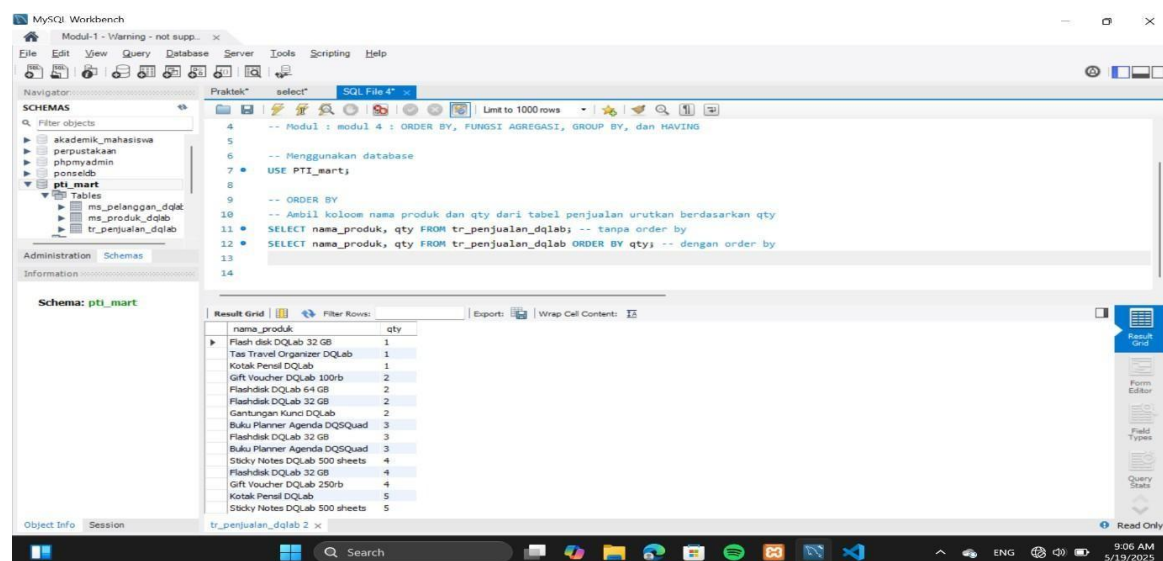 MySQL Workbench
Modul-1 - Warning - not supp.. ×
File Edit View Query Database Server Tools Scripting Help
Navigator
Praktek* select* SQL File 4* ×
SCHEMAS
Filter objects
akademik_mahasiswa
perpustakaan
phpmyadmin
ponseldb
pti_mart
Tables
ms_pelanggan_dqlab
ms_produk_dqlab
tr_penjualan_dqlab
Administration Schemas
Information
Schema: pti_mart
Limit to 1000 rows
4 -- Modul : modul 4 : ORDER BY, FUNGSI AGREGASI, GROUP BY, dan HAVING
5
6 -- Menggunakan database
7 USE PTI_mart;
8
9 -- ORDER BY
10 -- Ambil koloom nama produk dan qty dari tabel penjualan urutkan berdasarkan qty
11 SELECT nama_produk, qty FROM tr_penjualan_dqlab; -- tanpa order by
12 SELECT nama_produk, qty FROM tr_penjualan_dqlab ORDER BY qty; -- dengan order by
13
14
Result Grid Filter Rows: Export: Wrap Cell Content:
nama_produk qty
Flash disk DQLab 32 GB 1
Tas Travel Organizer DQLab 1
Kotak Pensil DQLab 1
Gift Voucher DQLab 100rb 2
Flashdisk DQLab 64 GB 2
Flashdisk DQLab 32 GB 2
Gantungan Kunci DQLab 2
Buku Planner Agenda DQSQuad 3
Flashdisk DQLab 32 GB 3
Buku Planner Agenda DQSQuad 3
Sticky Notes DQLab 500 sheets 4
Flashdisk DQLab 32 GB 4
Gift Voucher DQLab 250rb 4
Kotak Pensil DQLab 5
Sticky Notes DQLab 500 sheets 5
Result Grid
Form Editor
Field Types
Query Stats
Object Info Session
tr_penjualan_dqlab 2 ×
Read Only
Search
ENG
9:06 AM
5/19/2025